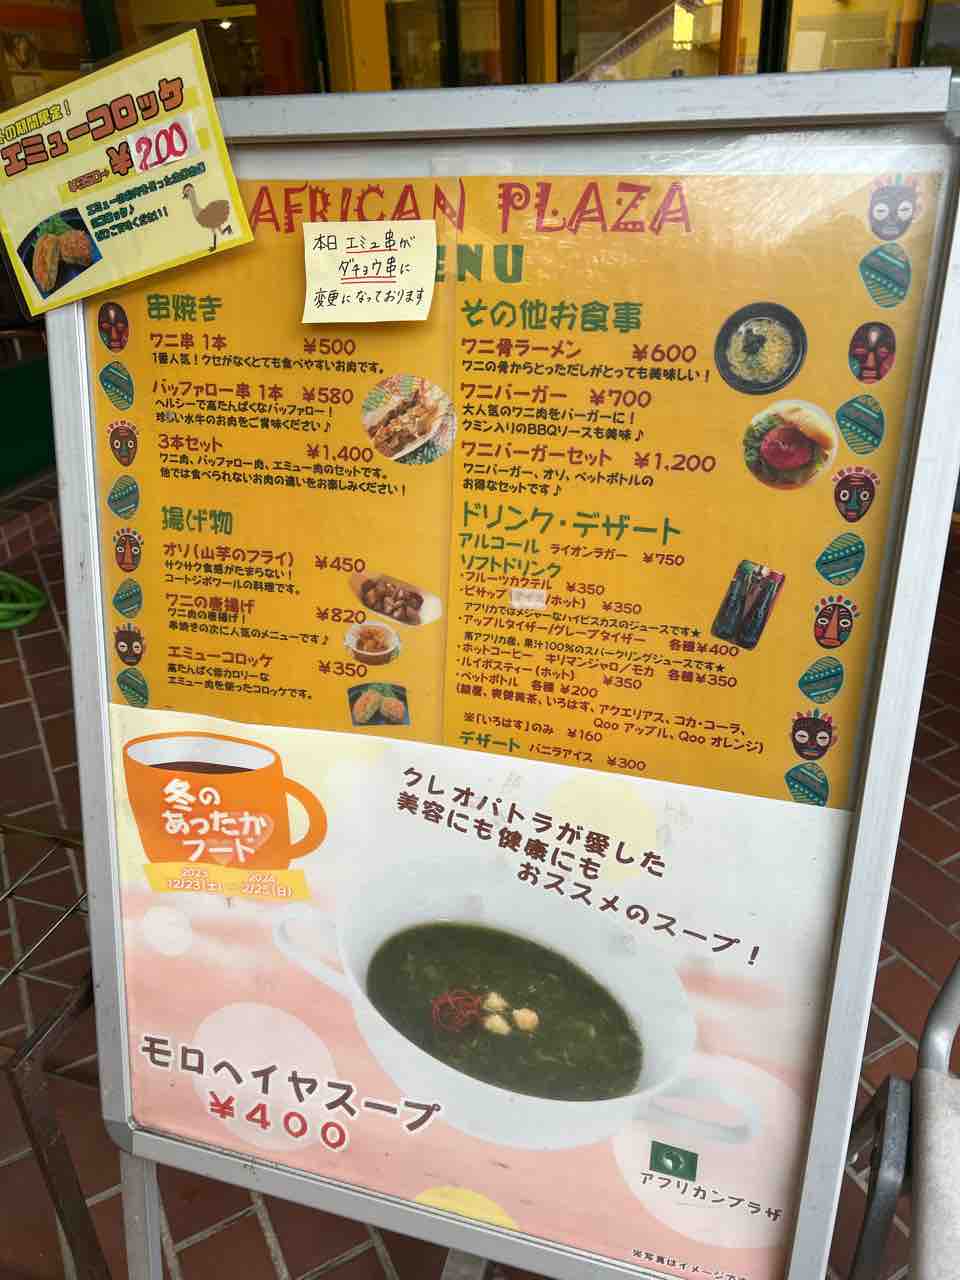 その期間限定！
エミューコロッケ
¥350→ ¥200
AFRICAN PLAZA
MENU
本日 エミュ串が
ダチョウ串に
変更になっております
串焼き
ワニ串 1本 ¥500
1番人気！クセがなくとても食べやすいお肉です。
バッファロー串 1本 ¥580
ヘルシーで高たんぱくなバッファロー！
珍しい水牛のお肉をご賞味ください♪
3本セット ¥1,400
ワニ肉、バッファロー肉、エミュー肉のセットです。
他では食べられないお肉の違いをお楽しみください！
揚げ物
オソ（山芋のフライ） ¥450
サクサク食感がたまらない！
コートジボワールの料理です。
ワニの唐揚げ ¥820
ワニ肉の唐揚げ！
串焼きの次に人気のメニューです♪
エミューコロッケ ¥350
高たんぱく低カロリーな
エミュー肉を使ったコロッケです。
その他お食事
ワニ骨ラーメン ¥600
ワニの骨からとっただしがとっても美味しい！
ワニバーガー ¥700
大人気のワニ肉をバーガーに！
クミン入りのBBQソースも美味♪
ワニバーガーセット ¥1,200
ワニバーガー、オソ、ペットボトルの
お得なセットです♪
ドリンク・デザート
アルコール ライオンラガー ¥750
ソフトドリンク
・フルーツカクテル ¥350
・ビサップ /ホット） ¥350
アフリカではメジャーなハイビスカスのジュースです★
・アップルタイザー/グレープタイザー 各種¥400
南アフリカ産、果汁100%のスパークリングジュースです★
・ホットコーヒー キリマンジャロ/モカ 各種¥350
・ルイボスティー（ホット） ¥350
・ペットボトル 各種 ¥200
（綾鷹、爽健美茶、いろはす、アクエリアス、コカ・コーラ、
Qoo アップル、Qoo オレンジ）
※「いろはす」のみ ¥160
デザート バニラアイス ¥300
冬の
あったか
フード
2023 2024
12/23（土）―2/25（日）
クレオパトラが愛した
美容にも健康にも
おススメのスープ！
モロヘイヤスープ
¥400
アフリカンプラザ
※写真はイメージです